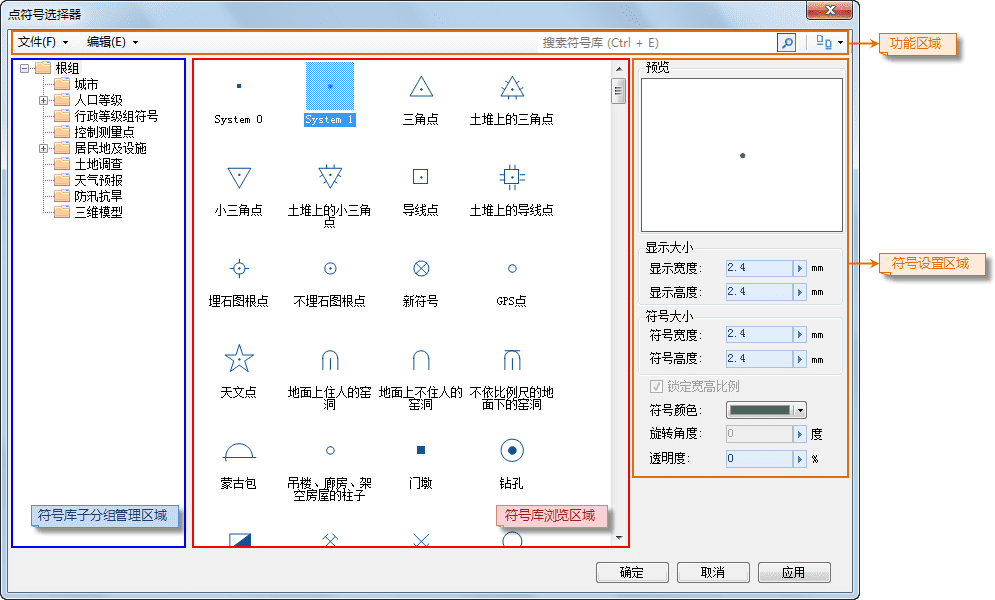 点符号选择器
文件(F) 编辑(E) 搜索符号库 (Ctrl + E)
功能区域
根组
城市
人口等级
行政等级组符号
控制测量点
居民地及设施
土地调查
天气预报
防汛抗旱
三维模型
符号库子分组管理区域
System 0 System 1 三角点 土堆上的三角点
小三角点 土堆上的小三角 导线点 土堆上的导线点
点
埋石图根点 不埋石图根点 新符号 GPS点
天文点 地面上住人的窑 地面上不住人的 不依比例尺的地
洞 窑洞 面下的窑洞
蒙古包 吊楼、廊房、架 门墩 钻孔
空房屋的柱子
符号库浏览区域
预览
显示大小
显示宽度: 2.4 mm
显示高度: 2.4 mm
符号大小
符号宽度: 2.4 mm
符号高度: 2.4 mm
锁定宽高比例
符号颜色:
旋转角度: 0 度
透明度: 0 %
符号设置区域
确定 取消 应用